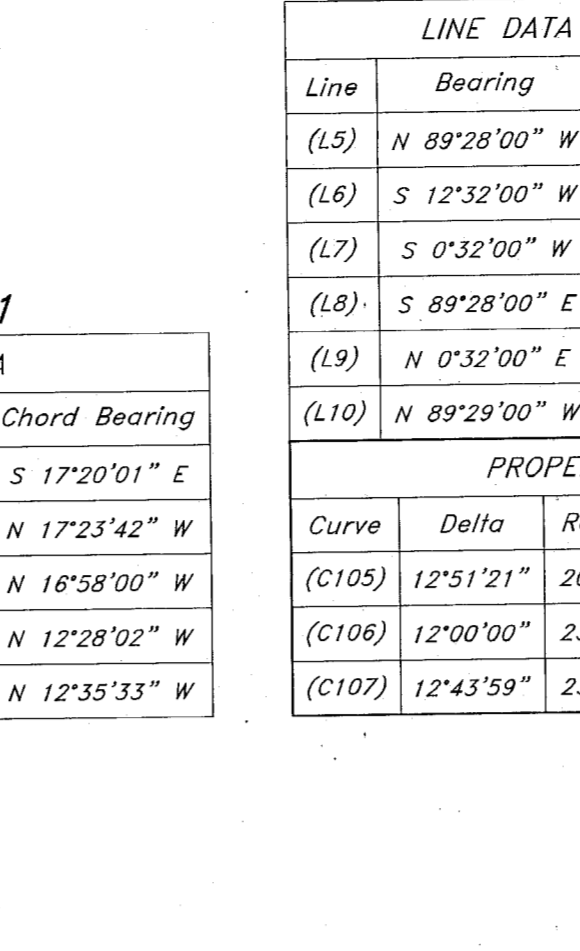 LINE DATA
Line Bearing
(L5) N 89°28'00" W
(L6) S 12°32'00" W
(L7) S 0°32'00" W
(L8) S 89°28'00" E
(L9) N 0°32'00" E
(L10) N 89°29'00" W
1
A
Chord Bearing
S 17°20'01" E
N 17°23'42" W
N 16°58'00" W
N 12°28'02" W
N 12°35'33" W
Curve Delta
(C105) 12°51'21"
(C106) 12°00'00"
(C107) 12°43'59"